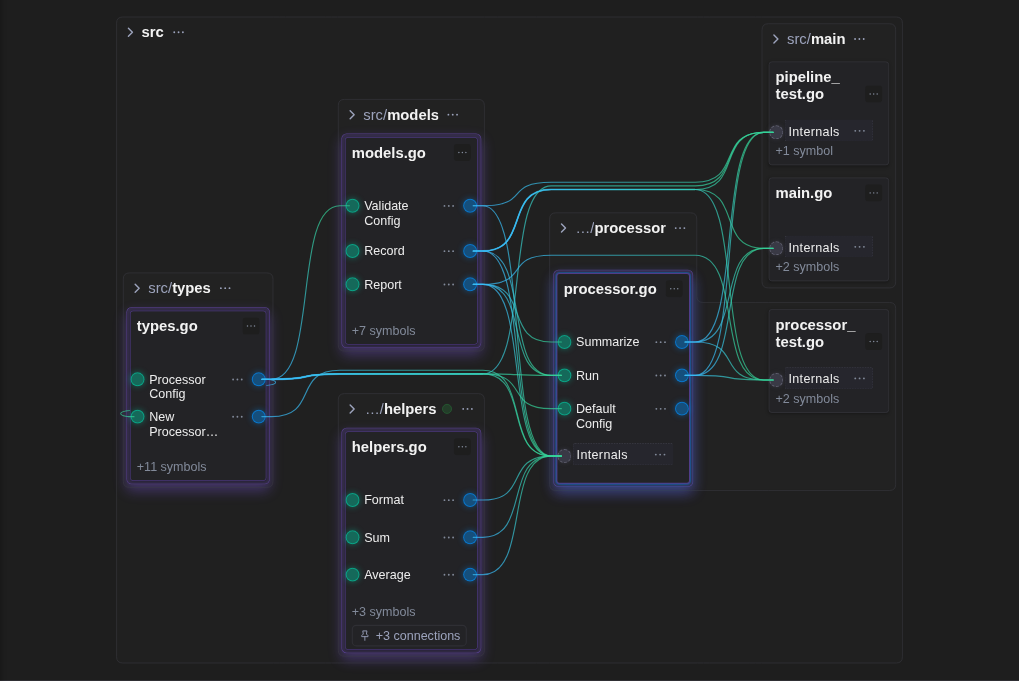 src ···
src/main ···
pipeline_
test.go ···
Internals ···
+1 symbol
main.go ···
Internals ···
+2 symbols
src/models ···
models.go ···
Validate
Config ···
Record ···
Report ···
+7 symbols
…/processor ···
processor.go ···
Summarize ···
Run ···
Default
Config ···
Internals ···
processor_
test.go ···
Internals ···
+2 symbols
src/types ···
types.go ···
Processor
Config ···
New
Processor… ···
+11 symbols
…/helpers ···
helpers.go ···
Format ···
Sum ···
Average ···
+3 symbols
+3 connections